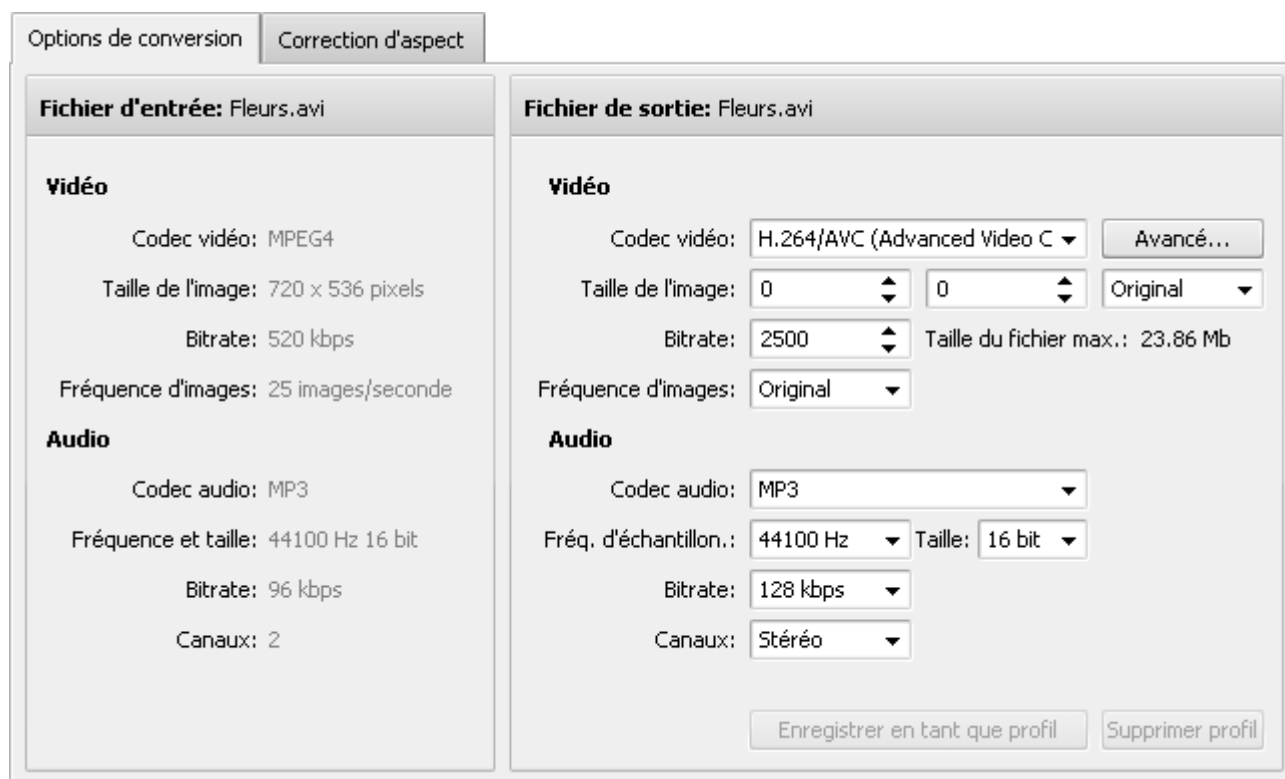 Options de conversion
Correction d'aspect
Fichier d'entrée: Fleurs.avi
Vidéo
Codec vidéo: MPEG4
Taille de l'image: 720 x 536 pixels
Bitrate: 520 kbps
Fréquence d'images: 25 images/seconde
Audio
Codec audio: MP3
Fréquence et taille: 44100 Hz 16 bit
Bitrate: 96 kbps
Canaux: 2
Fichier de sortie: Fleurs.avi
Vidéo
Codec vidéo: H.264/AVC (Advanced Video C Avancé...
Taille de l'image: 0 0 Original
Bitrate: 2500 Taille du fichier max.: 23.86 Mb
Fréquence d'images: Original
Audio
Codec audio: MP3
Fréq. d'échantillon.: 44100 Hz Taille: 16 bit
Bitrate: 128 kbps
Canaux: Stéréo
Enregistrer en tant que profil Supprimer profil